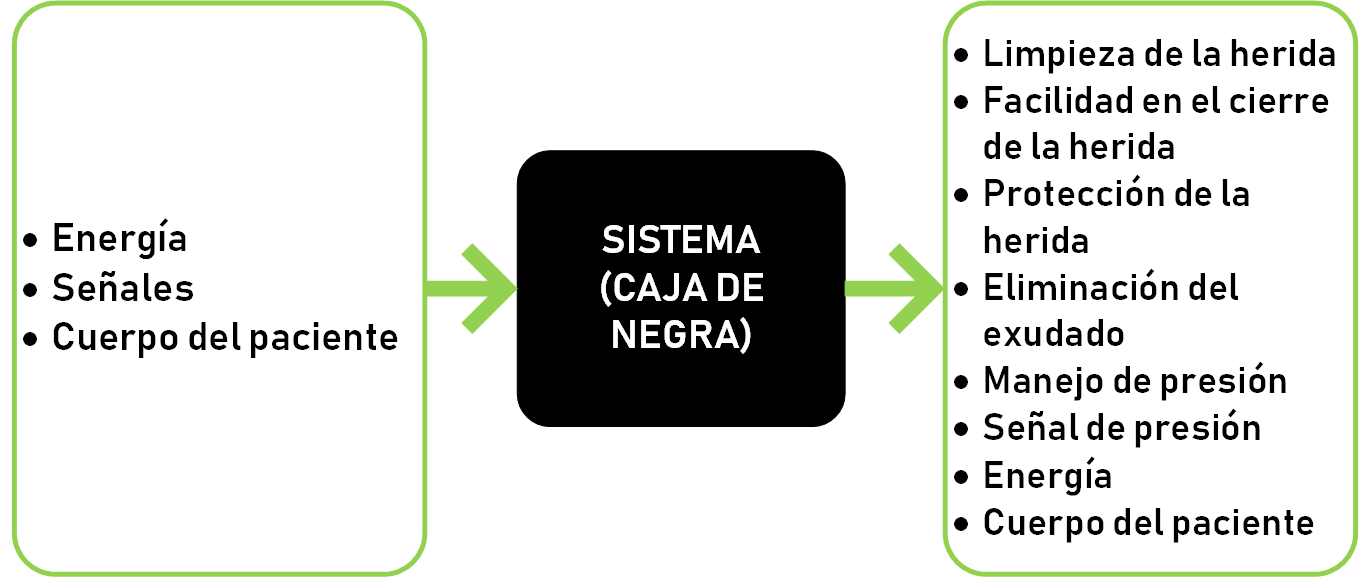 • Energía
• Señales
• Cuerpo del paciente
SISTEMA
(CAJA DE
NEGRA)
• Limpieza de la herida
• Facilidad en el cierre
de la herida
• Protección de la
herida
• Eliminación del
exudado
• Manejo de presión
• Señal de presión
• Energía
• Cuerpo del paciente